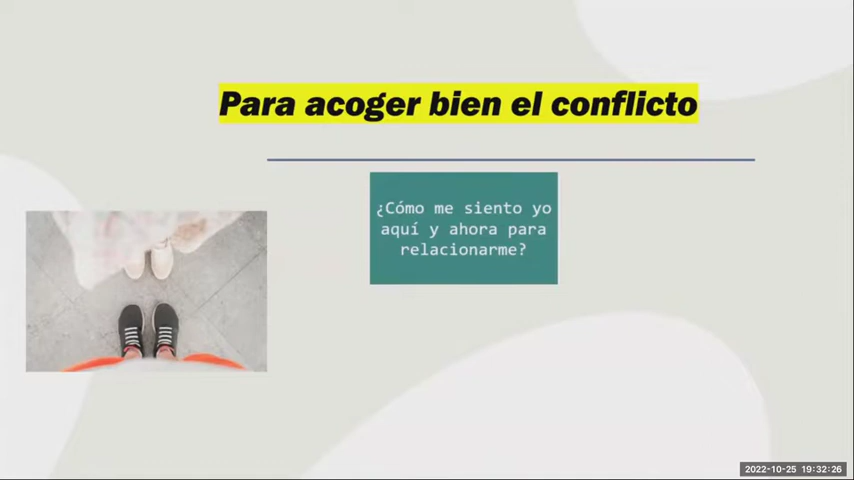 Para acoger bien el conflicto
¿Cómo me siento yo
aquí y ahora para
relacionarme?
2022-10-25 19:32:26